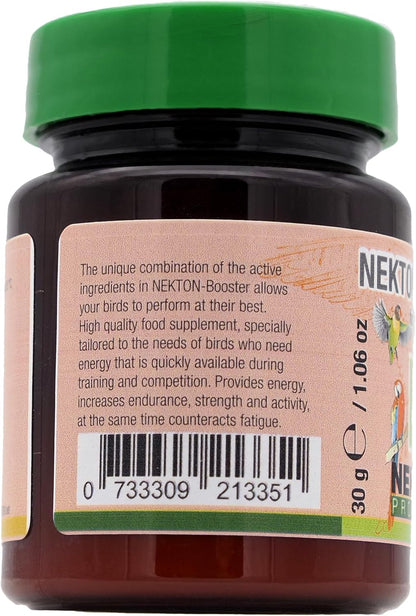 The unique combination of the active
ingredients in NEKTON-Booster allows
your birds to perform at their best.
High quality food supplement, specially
tailored to the needs of birds who need
energy that is quickly available during
training and competition. Provides energy,
increases endurance, strength and activity,
at the same time counteracts fatigue.
0 733309 213351
30 g ℮ / 1.06 oz
NEKTO
NE
PR